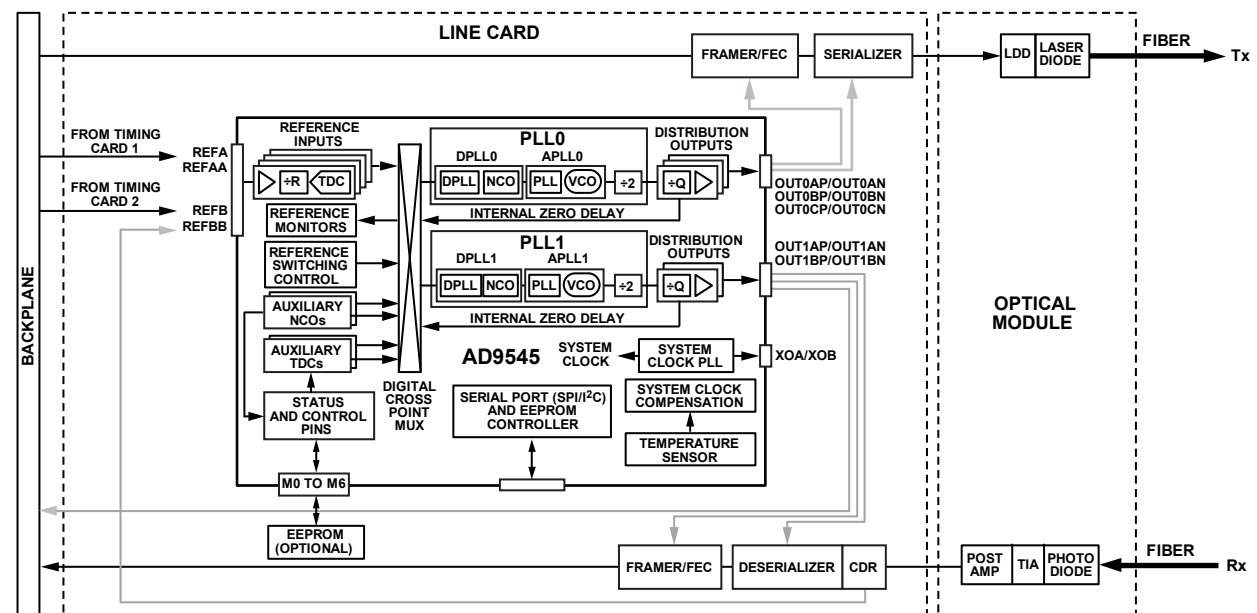 LINE CARD
FRAMER/FEC
SERIALIZER
LDD
LASER
DIODE
FIBER
Tx
FROM TIMING
CARD 1
REFA
REFAA
FROM TIMING
CARD 2
REFB
REFBB
BACKPLANE
REFERENCE
INPUTS
÷R
TDC
REFERENCE
MONITORS
REFERENCE
SWITCHING
CONTROL
AUXILIARY
NCOs
AUXILIARY
TDCs
STATUS
AND CONTROL
PINS
M0 TO M6
EEPROM
(OPTIONAL)
DIGITAL
CROSS
POINT
MUX
PLL0
DPLL0
APLL0
DPLL
NCO
PLL
VCO
÷2
DISTRIBUTION
OUTPUTS
÷Q
INTERNAL ZERO DELAY
OUT0AP/OUT0AN
OUT0BP/OUT0BN
OUT0CP/OUT0CN
PLL1
DPLL1
APLL1
DPLL
NCO
PLL
VCO
÷2
DISTRIBUTION
OUTPUTS
÷Q
INTERNAL ZERO DELAY
OUT1AP/OUT1AN
OUT1BP/OUT1BN
AD9545
SYSTEM
CLOCK
SYSTEM
CLOCK PLL
XOA/XOB
SERIAL PORT (SPI/I²C)
AND EEPROM
CONTROLLER
SYSTEM CLOCK
COMPENSATION
TEMPERATURE
SENSOR
OPTICAL
MODULE
FRAMER/FEC
DESERIALIZER
CDR
POST
AMP
TIA
PHOTO
DIODE
FIBER
Rx